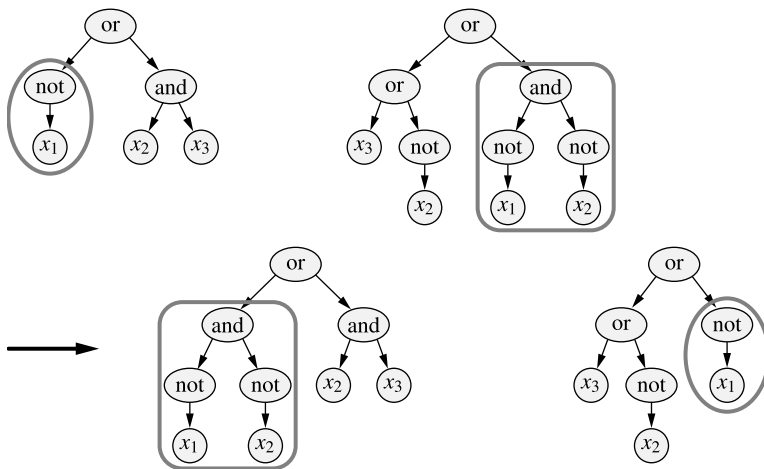 or or
not and or and
x₁ x₂ x₃ x₃ not not not
x₂ x₁ x₂
or or
and and or not
not not x₂ x₃ x₃ not x₁
x₁ x₂ x₂